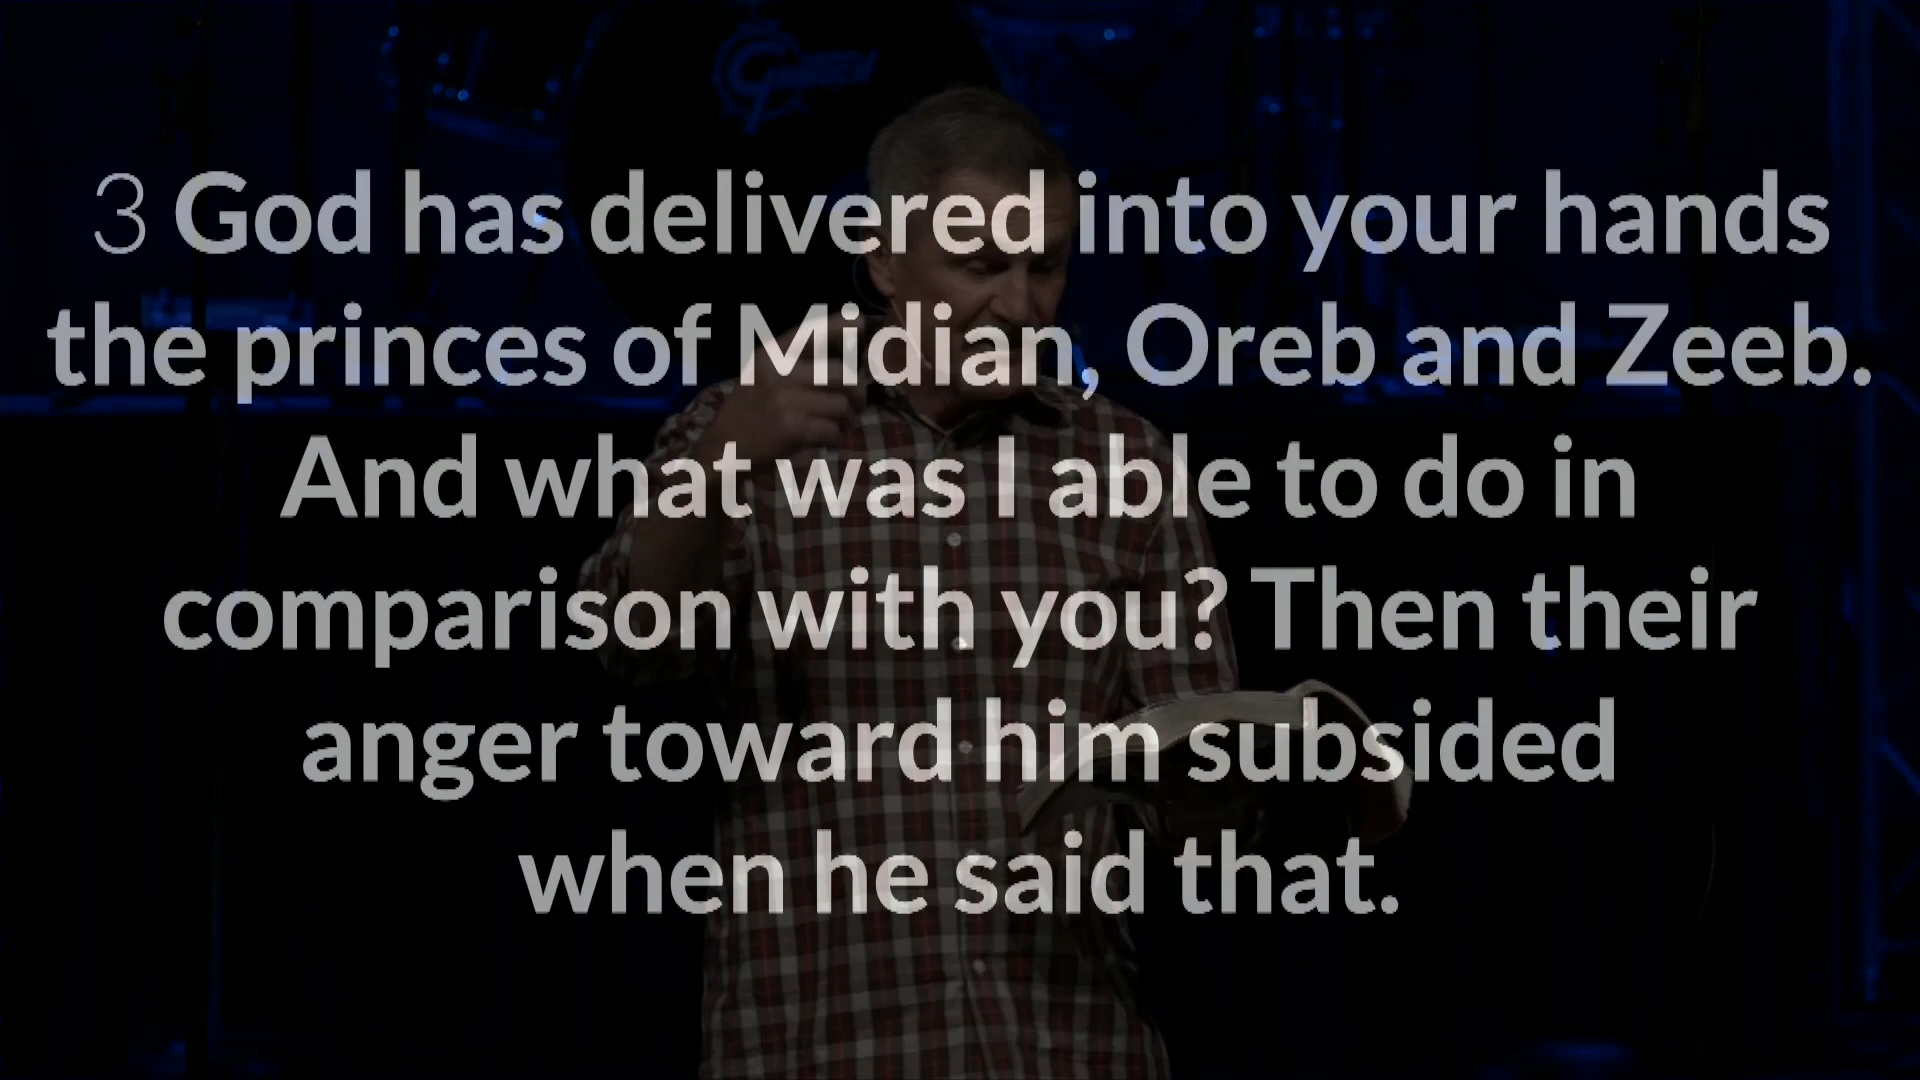 Gretsch
3 God has delivered into your hands
the princes of Midian, Oreb and Zeeb.
And what was I able to do in
comparison with you? Then their
anger toward him subsided
when he said that.